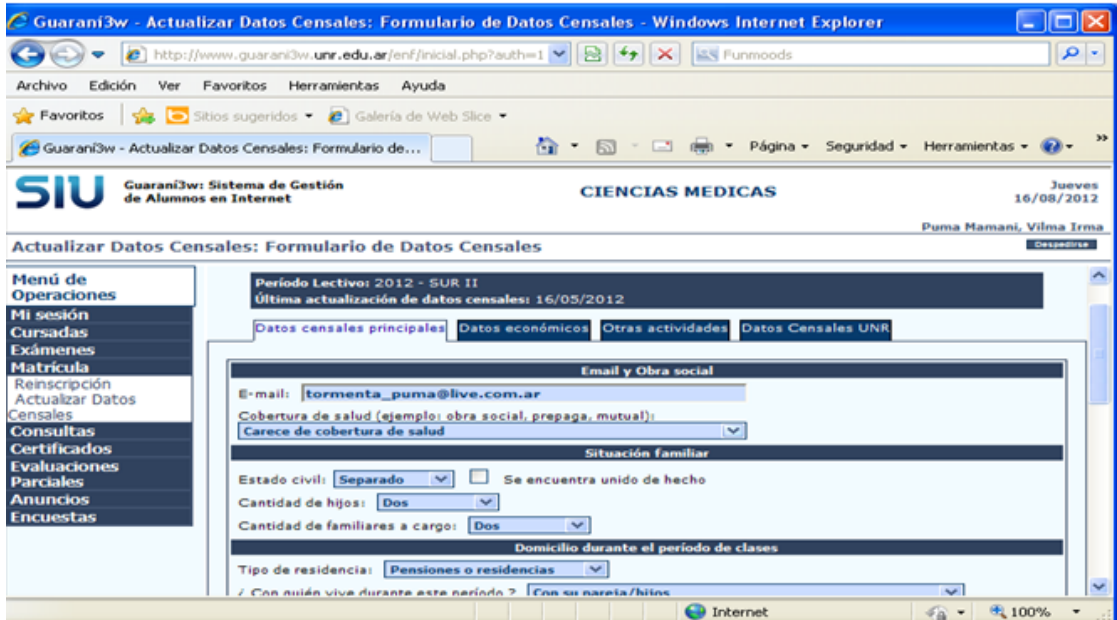 Guaraní3w - Actualizar Datos Censales: Formulario de Datos Censales - Windows Internet Explorer
http://www.guarani3w.unr.edu.ar/enf/inicial.php?auth=1 Funmoods
Archivo Edición Ver Favoritos Herramientas Ayuda
Favoritos Sitios sugeridos Galería de Web Slice
Guaraní3w - Actualizar Datos Censales: Formulario de... Página Seguridad Herramientas
SIU Guaraní3w: Sistema de Gestión de Alumnos en Internet CIENCIAS MEDICAS Jueves 16/08/2012
Puma Mamani, Vilma Irma
Actualizar Datos Censales: Formulario de Datos Censales Despedirse
Menú de Operaciones
Mi sesión
Cursadas
Exámenes
Matrícula
Reinscripción
Actualizar Datos Censales
Consultas
Certificados
Evaluaciones Parciales
Anuncios
Encuestas
Período Lectivo: 2012 - SUR II
Última actualización de datos censales: 16/05/2012
Datos censales principales Datos económicos Otras actividades Datos Censales UNR
Email y Obra social
E-mail: tormenta_puma@live.com.ar
Cobertura de salud (ejemplo: obra social, prepaga, mutual):
Carece de cobertura de salud
Situación familiar
Estado civil: Separado Se encuentra unido de hecho
Cantidad de hijos: Dos
Cantidad de familiares a cargo: Dos
Domicilio durante el período de clases
Tipo de residencia: Pensiones o residencias
¿ Con quién vive durante este período ? Con su pareja/hijos
Internet 100%